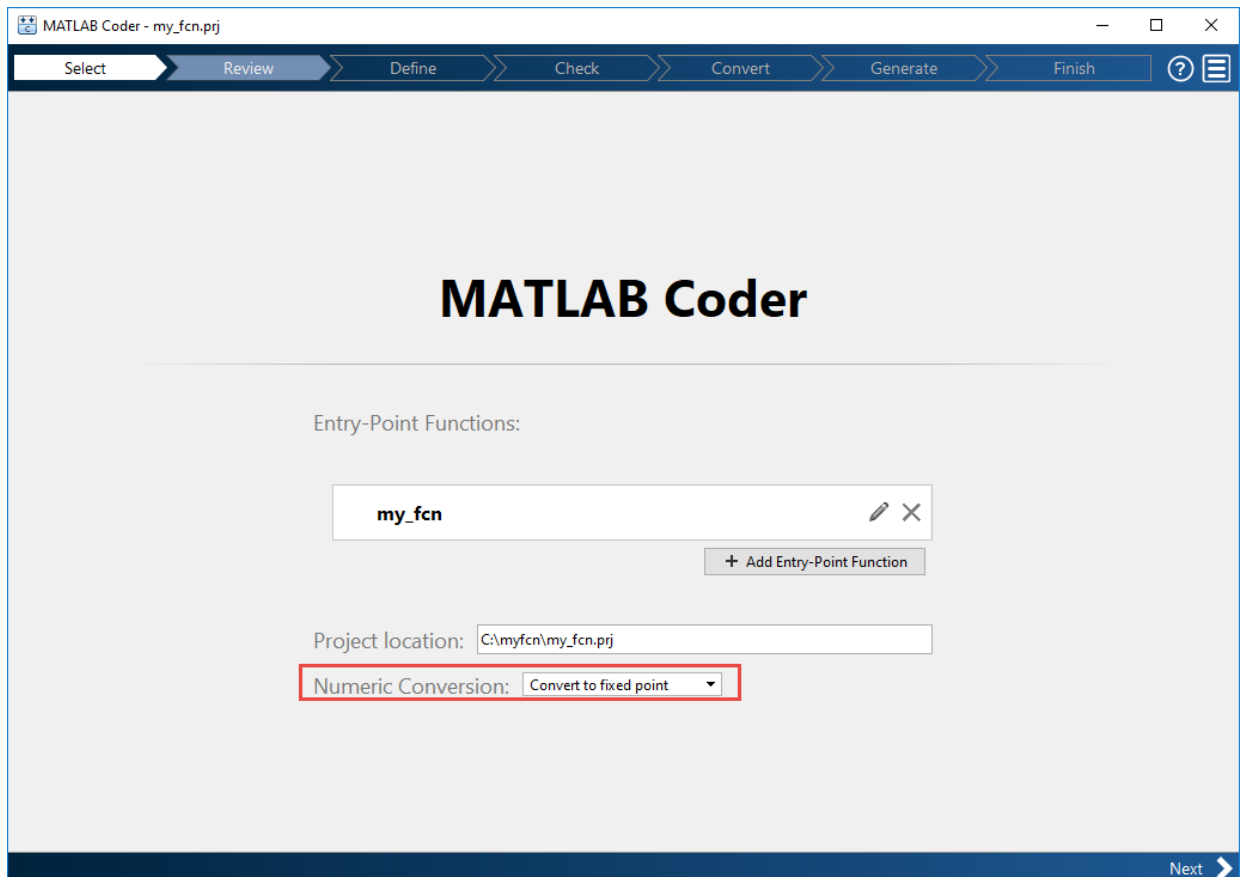 MATLAB Coder - my_fcn.prj
Select Review Define Check Convert Generate Finish ?
MATLAB Coder
Entry-Point Functions:
my_fcn
+ Add Entry-Point Function
Project location: C:\myfcn\my_fcn.prj
Numeric Conversion: Convert to fixed point
Next